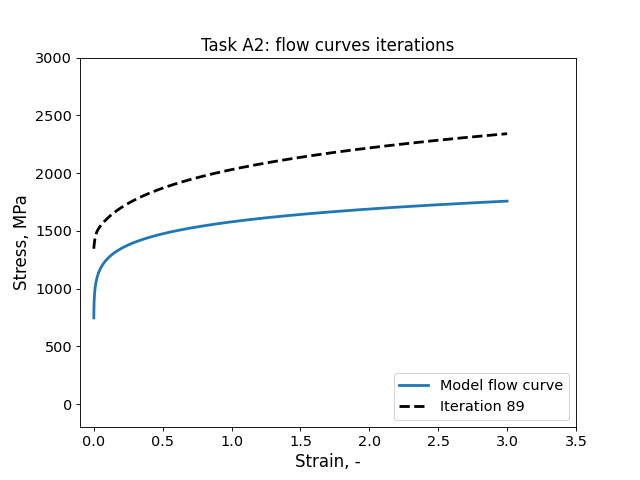 Task A2: flow curves iterations
3000
2500
2000
1500
1000
500
0
Stress, MPa
Model flow curve
Iteration 89
0.0 0.5 1.0 1.5 2.0 2.5 3.0 3.5
Strain, -